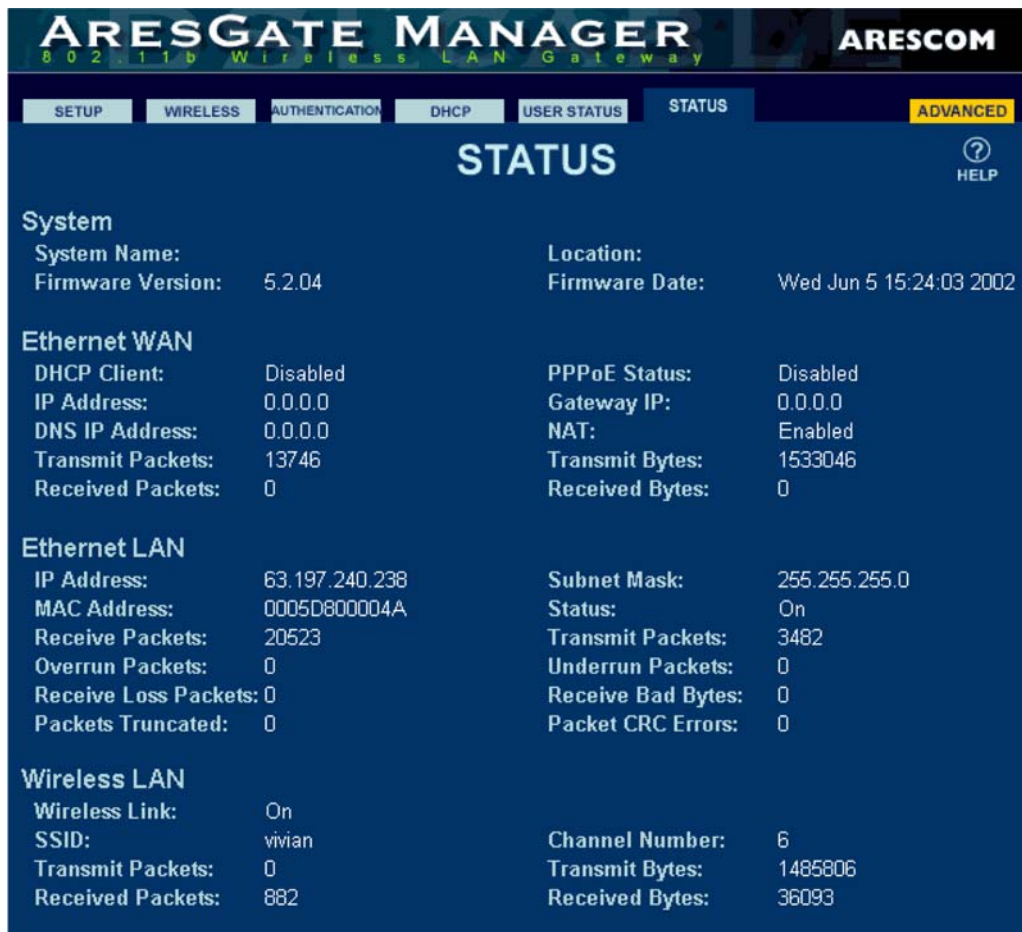 ARESGATE MANAGER
802.11b Wireless LAN Gateway
ARESCOM
SETUP WIRELESS AUTHENTICATION DHCP USER STATUS STATUS ADVANCED
STATUS
?
HELP
System
System Name: Location:
Firmware Version: 5.2.04 Firmware Date: Wed Jun 5 15:24:03 2002
Ethernet WAN
DHCP Client: Disabled PPPoE Status: Disabled
IP Address: 0.0.0.0 Gateway IP: 0.0.0.0
DNS IP Address: 0.0.0.0 NAT: Enabled
Transmit Packets: 13746 Transmit Bytes: 1533046
Received Packets: 0 Received Bytes: 0
Ethernet LAN
IP Address: 63.197.240.238 Subnet Mask: 255.255.255.0
MAC Address: 0005D800004A Status: On
Receive Packets: 20523 Transmit Packets: 3482
Overrun Packets: 0 Underrun Packets: 0
Receive Loss Packets: 0 Receive Bad Bytes: 0
Packets Truncated: 0 Packet CRC Errors: 0
Wireless LAN
Wireless Link: On
SSID: vivian Channel Number: 6
Transmit Packets: 0 Transmit Bytes: 1485806
Received Packets: 882 Received Bytes: 36093